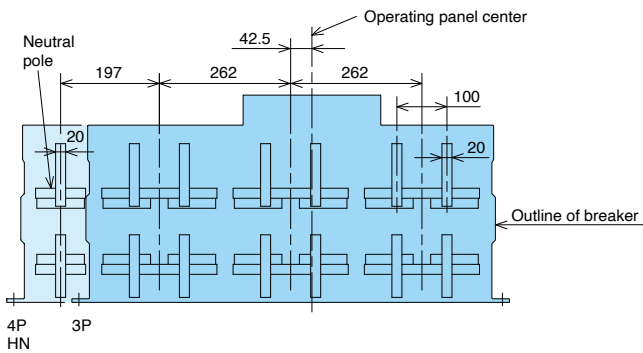 Operating panel center
Neutral
pole
42.5
197
262
262
100
20
20
Outline of breaker
4P
HN
3P